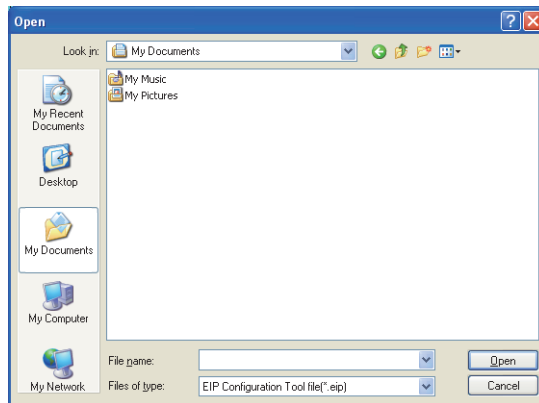 Open
Look in: My Documents
My Music
My Pictures
My Recent
Documents
Desktop
My Documents
My Computer
My Network
File name:
Open
Files of type: EIP Configuration Tool file(*.eip)
Cancel